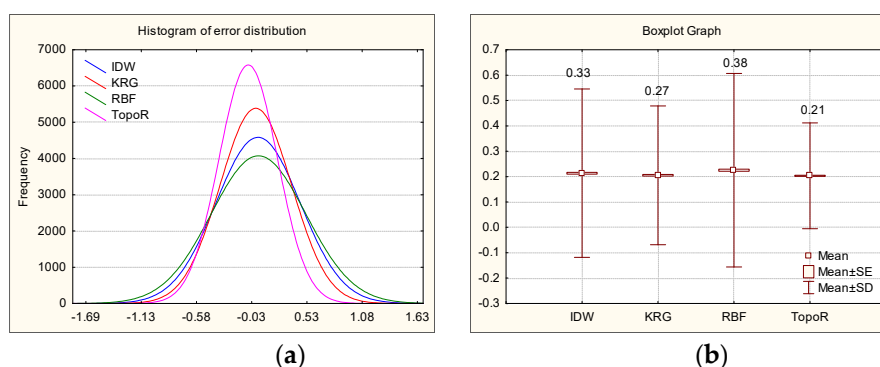 Histogram of error distribution
7000
6000
5000
4000
3000
2000
1000
0
Frequency
IDW
KRG
RBF
TopoR
-1.69 -1.13 -0.58 -0.03 0.53 1.08 1.63
(a)
Boxplot Graph
0.7
0.6
0.5
0.4
0.3
0.2
0.1
0.0
-0.1
-0.2
-0.3
0.33 0.27 0.38 0.21
Mean
Mean±SE
Mean±SD
IDW KRG RBF TopoR
(b)